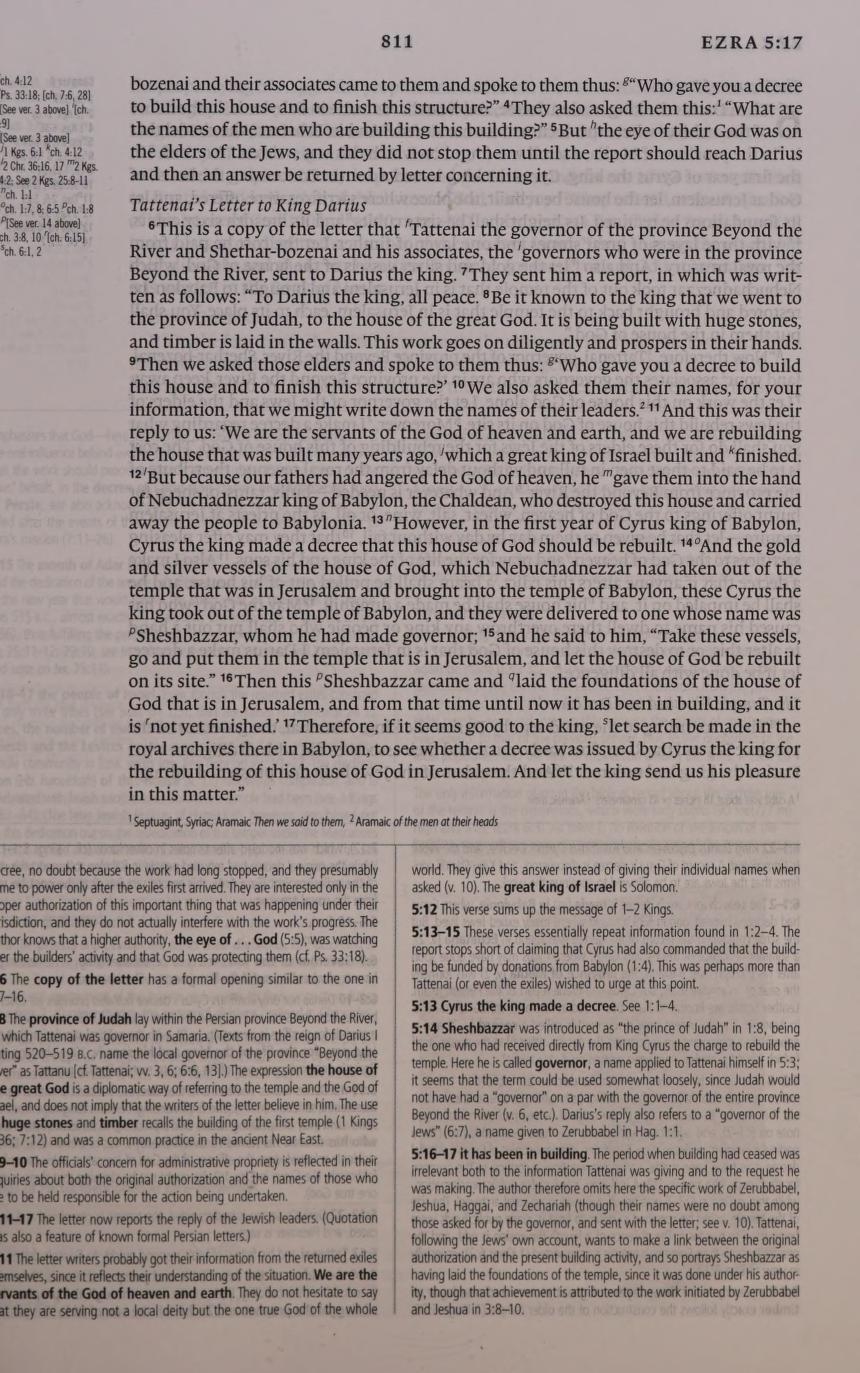 811 EZRA 5:17
ch. 4:12
Ps. 33:18; [ch. 7:6, 28]
[See ver. 3 above] [ch.
:9]
[See ver. 3 above]
j1 Kgs. 6:1 kch. 4:12
l2 Chr. 36:16, 17 m2 Kgs.
4:2; See 2 Kgs. 25:8-11
nch. 1:1
och. 1:7, 8; 6:5 pch. 1:8
p[See ver. 14 above]
ch. 3:8, 10 r[ch. 6:15]
sch. 6:1, 2
bozenai and their associates came to them and spoke to them thus: g“Who gave you a decree
to build this house and to finish this structure?” 4They also asked them this:1 “What are
the names of the men who are building this building?” 5But hthe eye of their God was on
the elders of the Jews, and they did not stop them until the report should reach Darius
and then an answer be returned by letter concerning it.
Tattenai’s Letter to King Darius
6This is a copy of the letter that fTattenai the governor of the province Beyond the
River and Shethar-bozenai and his associates, the igovernors who were in the province
Beyond the River, sent to Darius the king. 7They sent him a report, in which was writ-
ten as follows: “To Darius the king, all peace. 8Be it known to the king that we went to
the province of Judah, to the house of the great God. It is being built with huge stones,
and timber is laid in the walls. This work goes on diligently and prospers in their hands.
9Then we asked those elders and spoke to them thus: g‘Who gave you a decree to build
this house and to finish this structure?’ 10We also asked them their names, for your
information, that we might write down the names of their leaders.2 11And this was their
reply to us: ‘We are the servants of the God of heaven and earth, and we are rebuilding
the house that was built many years ago, jwhich a great king of Israel built and kfinished.
12lBut because our fathers had angered the God of heaven, he mgave them into the hand
of Nebuchadnezzar king of Babylon, the Chaldean, who destroyed this house and carried
away the people to Babylonia. 13nHowever, in the first year of Cyrus king of Babylon,
Cyrus the king made a decree that this house of God should be rebuilt. 14oAnd the gold
and silver vessels of the house of God, which Nebuchadnezzar had taken out of the
temple that was in Jerusalem and brought into the temple of Babylon, these Cyrus the
king took out of the temple of Babylon, and they were delivered to one whose name was
pSheshbazzar, whom he had made governor; 15and he said to him, “Take these vessels,
go and put them in the temple that is in Jerusalem, and let the house of God be rebuilt
on its site.” 16Then this pSheshbazzar came and qlaid the foundations of the house of
God that is in Jerusalem, and from that time until now it has been in building, and it
is rnot yet finished.’ 17Therefore, if it seems good to the king, slet search be made in the
royal archives there in Babylon, to see whether a decree was issued by Cyrus the king for
the rebuilding of this house of God in Jerusalem. And let the king send us his pleasure
in this matter.”
1 Septuagint, Syriac; Aramaic Then we said to them, 2 Aramaic of the men at their heads
cree, no doubt because the work had long stopped, and they presumably
me to power only after the exiles first arrived. They are interested only in the
oper authorization of this important thing that was happening under their
isdiction, and they do not actually interfere with the work’s progress. The
thor knows that a higher authority, the eye of . . . God (5:5), was watching
er the builders’ activity and that God was protecting them (cf. Ps. 33:18).
6 The copy of the letter has a formal opening similar to the one in
7–16.
8 The province of Judah lay within the Persian province Beyond the River,
which Tattenai was governor in Samaria. (Texts from the reign of Darius I
ting 520–519 B.C. name the local governor of the province “Beyond the
ver” as Tattanu [cf. Tattenai; vv. 3, 6; 6:6, 13].) The expression the house of
e great God is a diplomatic way of referring to the temple and the God of
ael, and does not imply that the writers of the letter believe in him. The use
huge stones and timber recalls the building of the first temple (1 Kings
36; 7:12) and was a common practice in the ancient Near East.
9–10 The officials’ concern for administrative propriety is reflected in their
quiries about both the original authorization and the names of those who
e to be held responsible for the action being undertaken.
11–17 The letter now reports the reply of the Jewish leaders. (Quotation
as also a feature of known formal Persian letters.)
11 The letter writers probably got their information from the returned exiles
emselves, since it reflects their understanding of the situation. We are the
rvants of the God of heaven and earth. They do not hesitate to say
at they are serving not a local deity but the one true God of the whole
world. They give this answer instead of giving their individual names when
asked (v. 10). The great king of Israel is Solomon.
5:12 This verse sums up the message of 1–2 Kings.
5:13–15 These verses essentially repeat information found in 1:2–4. The
report stops short of claiming that Cyrus had also commanded that the build-
ing be funded by donations from Babylon (1:4). This was perhaps more than
Tattenai (or even the exiles) wished to urge at this point.
5:13 Cyrus the king made a decree. See 1:1–4.
5:14 Sheshbazzar was introduced as “the prince of Judah” in 1:8, being
the one who had received directly from King Cyrus the charge to rebuild the
temple. Here he is called governor, a name applied to Tattenai himself in 5:3;
it seems that the term could be used somewhat loosely, since Judah would
not have had a “governor” on a par with the governor of the entire province
Beyond the River (v. 6, etc.). Darius’s reply also refers to a “governor of the
Jews” (6:7), a name given to Zerubbabel in Hag. 1:1.
5:16–17 it has been in building. The period when building had ceased was
irrelevant both to the information Tattenai was giving and to the request he
was making. The author therefore omits here the specific work of Zerubbabel,
Jeshua, Haggai, and Zechariah (though their names were no doubt among
those asked for by the governor, and sent with the letter; see v. 10). Tattenai,
following the Jews’ own account, wants to make a link between the original
authorization and the present building activity, and so portrays Sheshbazzar as
having laid the foundations of the temple, since it was done under his author-
ity, though that achievement is attributed to the work initiated by Zerubbabel
and Jeshua in 3:8–10.